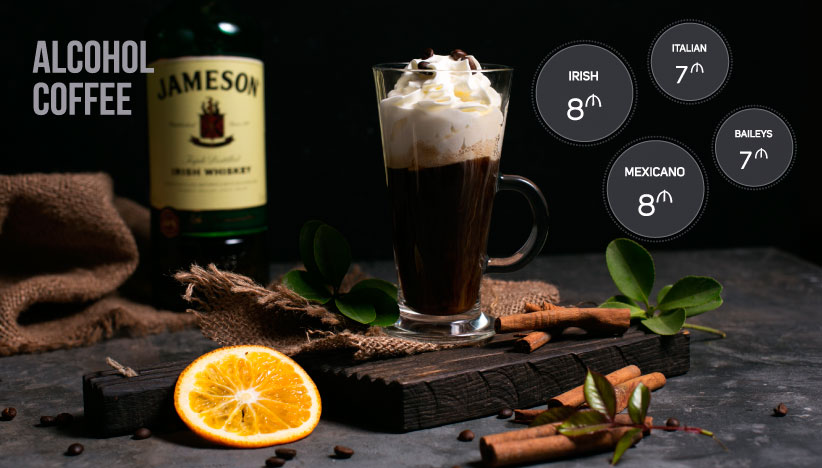 ALCOHOL
COFFEE
JAMESON
IRISH WHISKEY
IRISH
8₼
ITALIAN
7₼
BAILEYS
7₼
MEXICANO
8₼